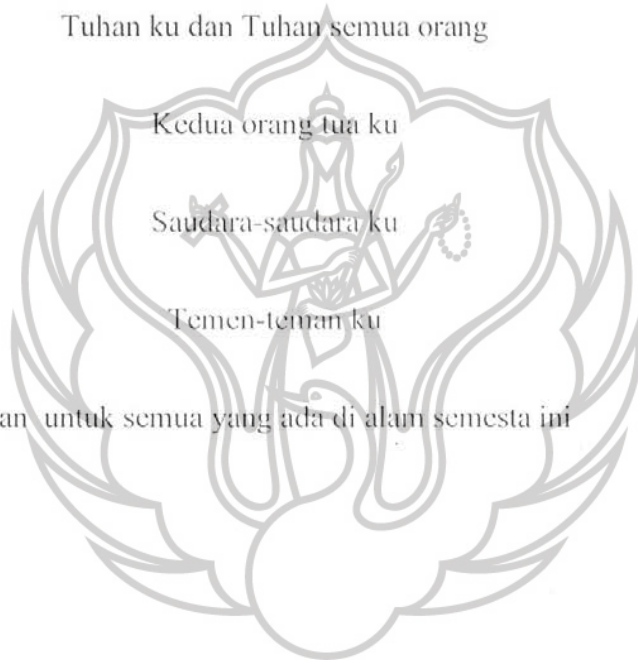 Tuhan ku dan Tuhan semua orang
Kedua orang tua ku
Saudara-saudara ku
Temen-teman ku
an untuk semua yang ada di alam semesta ini